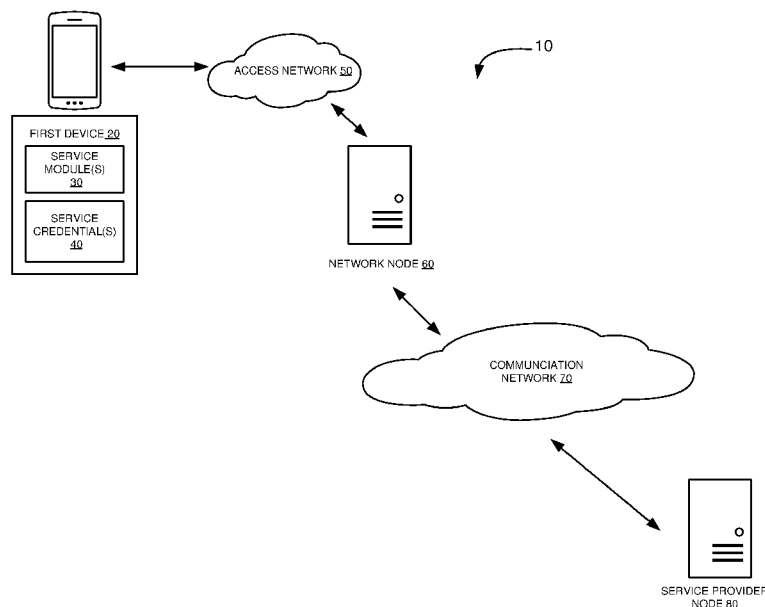 10
ACCESS NETWORK 50
FIRST DEVICE 20
SERVICE
MODULE(S)
30
SERVICE
CREDENTIAL(S)
40
NETWORK NODE 60
COMMUNCIATION
NETWORK 70
SERVICE PROVIDER
NODE 80